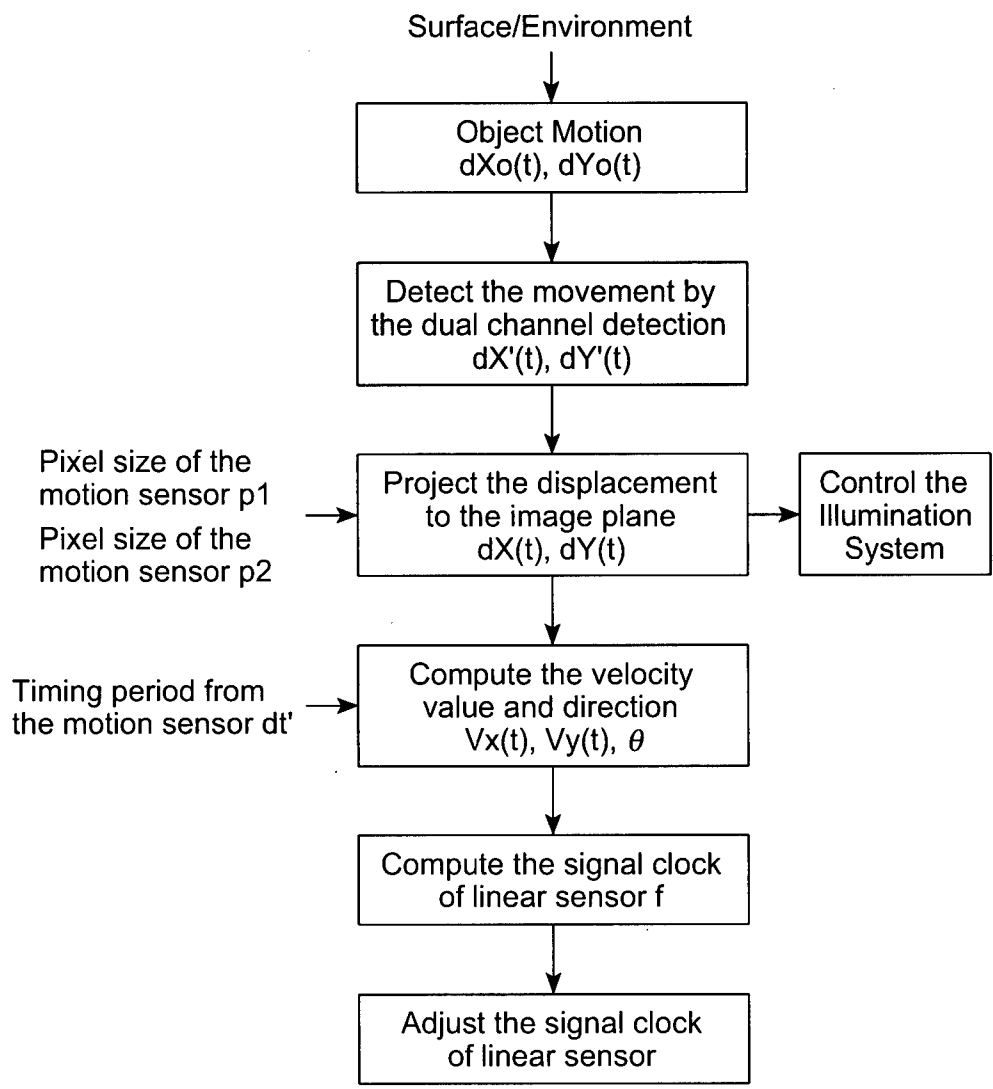 Surface/Environment
Object Motion
dXo(t), dYo(t)
Detect the movement by
the dual channel detection
dX'(t), dY'(t)
Pixel size of the
motion sensor p1
Pixel size of the
motion sensor p2
Project the displacement
to the image plane
dX(t), dY(t)
Control the
Illumination
System
Timing period from
the motion sensor dt'
Compute the velocity
value and direction
Vx(t), Vy(t), θ
Compute the signal clock
of linear sensor f
Adjust the signal clock
of linear sensor